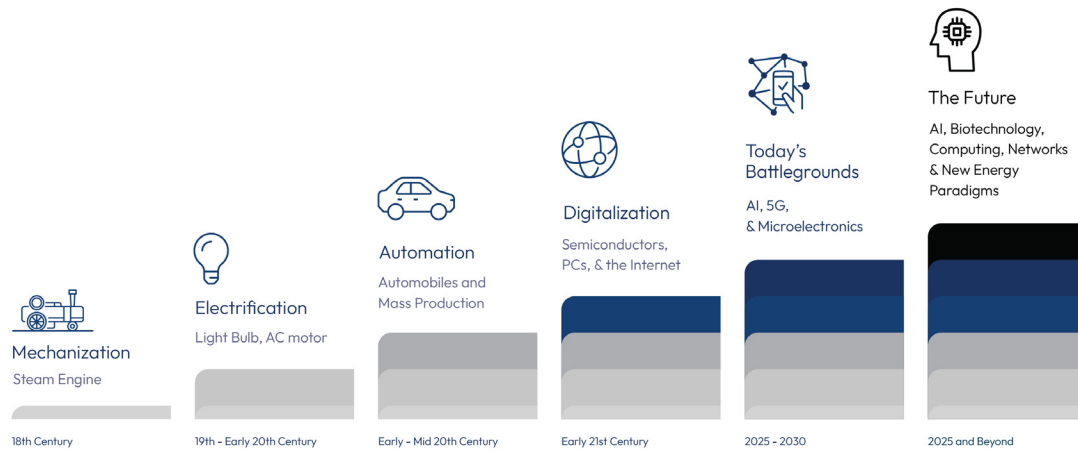 Mechanization
Steam Engine
18th Century
Electrification
Light Bulb, AC motor
19th - Early 20th Century
Automation
Automobiles and
Mass Production
Early - Mid 20th Century
Digitalization
Semiconductors,
PCs, & the Internet
Early 21st Century
Today's
Battlegrounds
AI, 5G,
& Microelectronics
2025 - 2030
The Future
AI, Biotechnology,
Computing, Networks
& New Energy
Paradigms
2025 and Beyond